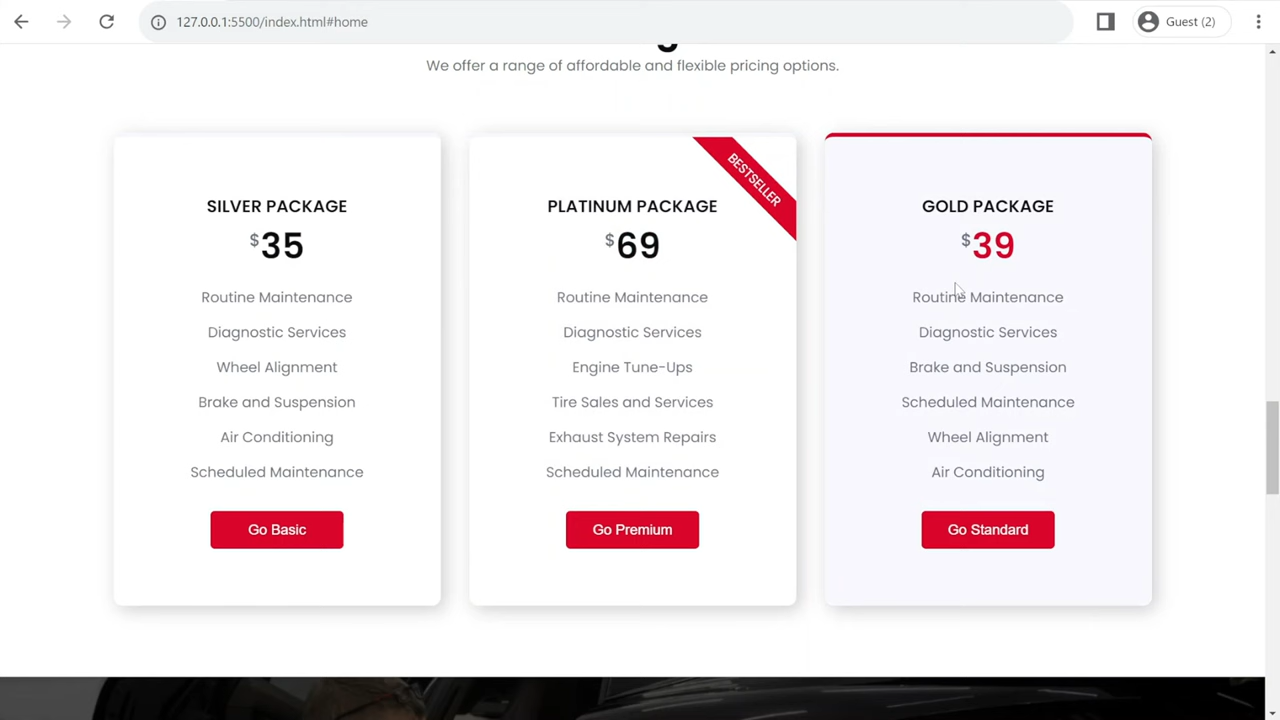 127.0.0.1:5500/index.html#home
Guest (2)
We offer a range of affordable and flexible pricing options.
SILVER PACKAGE
$35
Routine Maintenance
Diagnostic Services
Wheel Alignment
Brake and Suspension
Air Conditioning
Scheduled Maintenance
Go Basic
BESTSELLER
PLATINUM PACKAGE
$69
Routine Maintenance
Diagnostic Services
Engine Tune-Ups
Tire Sales and Services
Exhaust System Repairs
Scheduled Maintenance
Go Premium
GOLD PACKAGE
$39
Routine Maintenance
Diagnostic Services
Brake and Suspension
Scheduled Maintenance
Wheel Alignment
Air Conditioning
Go Standard